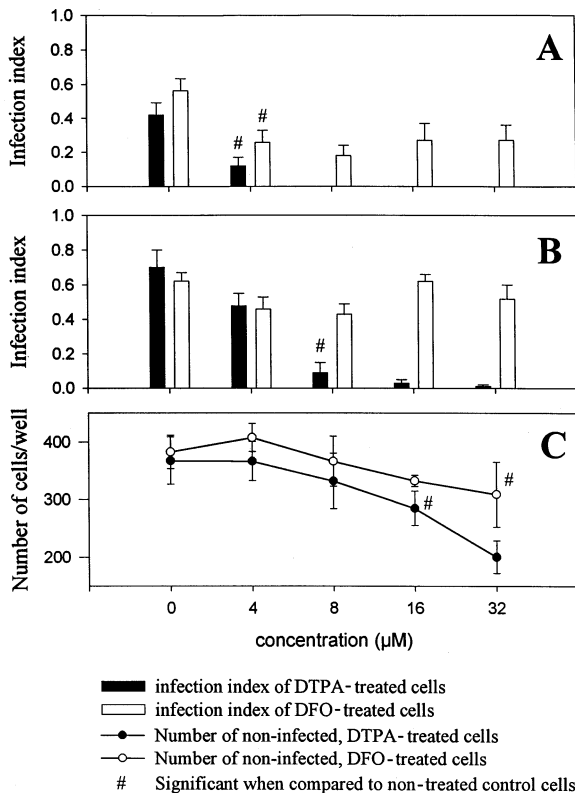 1.0
0.8
0.6
0.4
0.2
0.0
Infection index
A
# #
1.0
0.8
0.6
0.4
0.2
0.0
Infection index
B
#
400
300
200
Number of cells/well
C
#
#
0 4 8 16 32
concentration (µM)
infection index of DTPA-treated cells
infection index of DFO-treated cells
Number of non-infected, DTPA-treated cells
Number of non-infected, DFO-treated cells
# Significant when compared to non-treated control cells